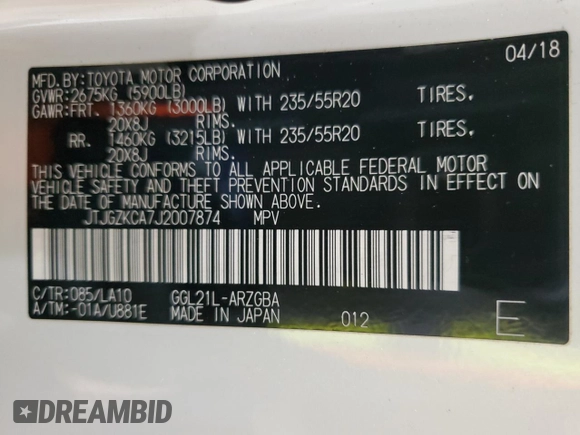 04/18
MFD.BY:TOYOTA MOTOR CORPORATION
GVWR:2675KG (5900LB)
GAWR:FRT. 1360KG (3000LB) WITH 235/55R20 TIRES,
20X8J RIMS.
RR. 1460KG (3215LB) WITH 235/55R20 TIRES,
20X8J RIMS.
THIS VEHICLE CONFORMS TO ALL APPLICABLE FEDERAL MOTOR
VEHICLE SAFETY AND THEFT PREVENTION STANDARDS IN EFFECT ON
THE DATE OF MANUFACTURE SHOWN ABOVE.
JTJGZKCA7J2007874 MPV
C/TR:085/LA10 GGL21L-ARZGBA
A/TM:-01A/U881E MADE IN JAPAN 012 E
DREAMBID